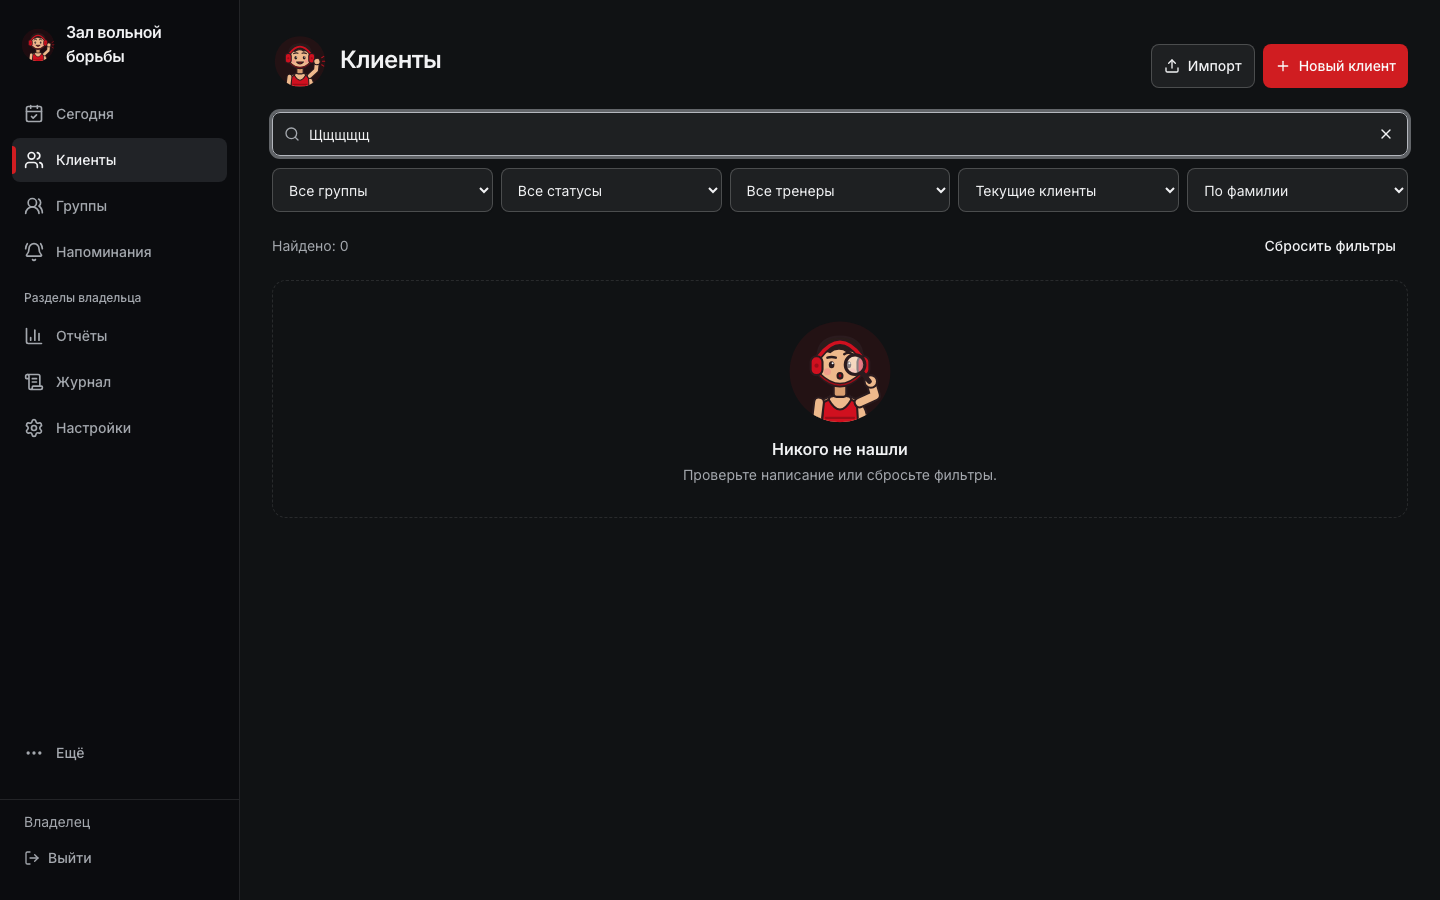 Зал вольной
борьбы
Сегодня
Клиенты
Группы
Напоминания
Разделы владельца
Отчёты
Журнал
Настройки
Ещё
Владелец
Выйти
Клиенты
Импорт
Новый клиент
Щщщщщ
Все группы
Все статусы
Все тренеры
Текущие клиенты
По фамилии
Найдено: 0
Сбросить фильтры
Никого не нашли
Проверьте написание или сбросьте фильтры.